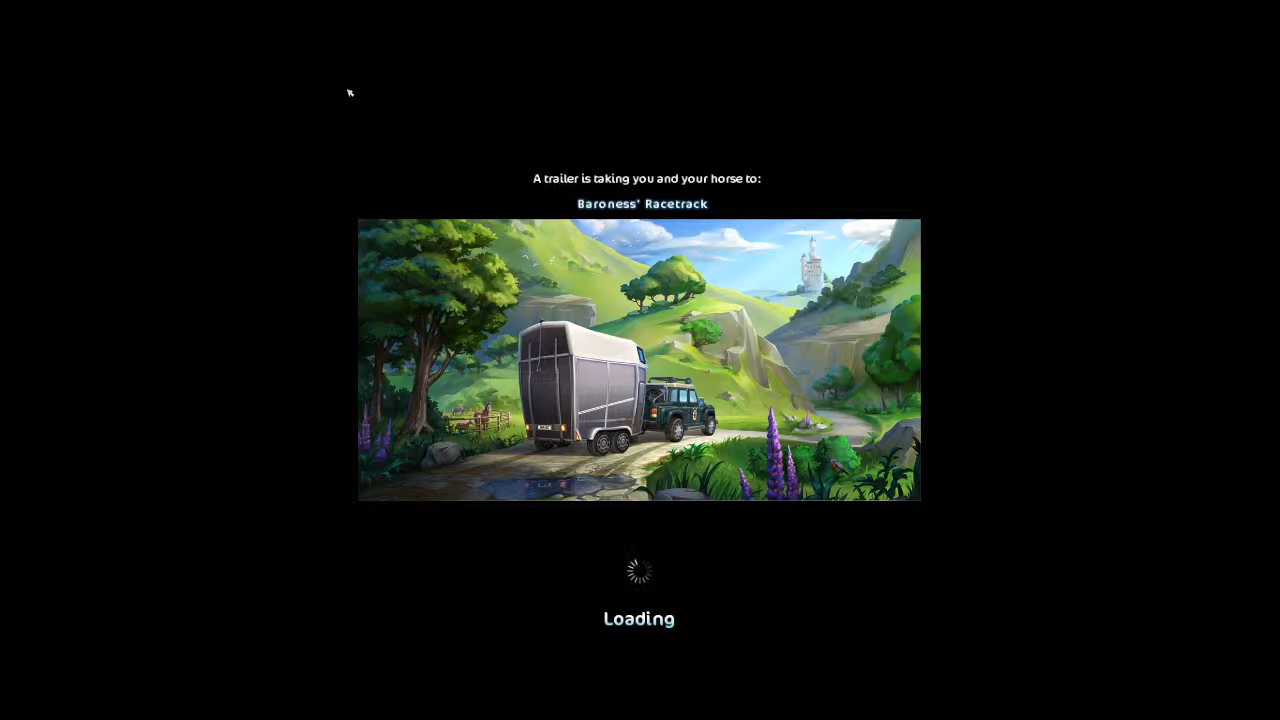 A trailer is taking you and your horse to:
Baroness' Racetrack
Loading